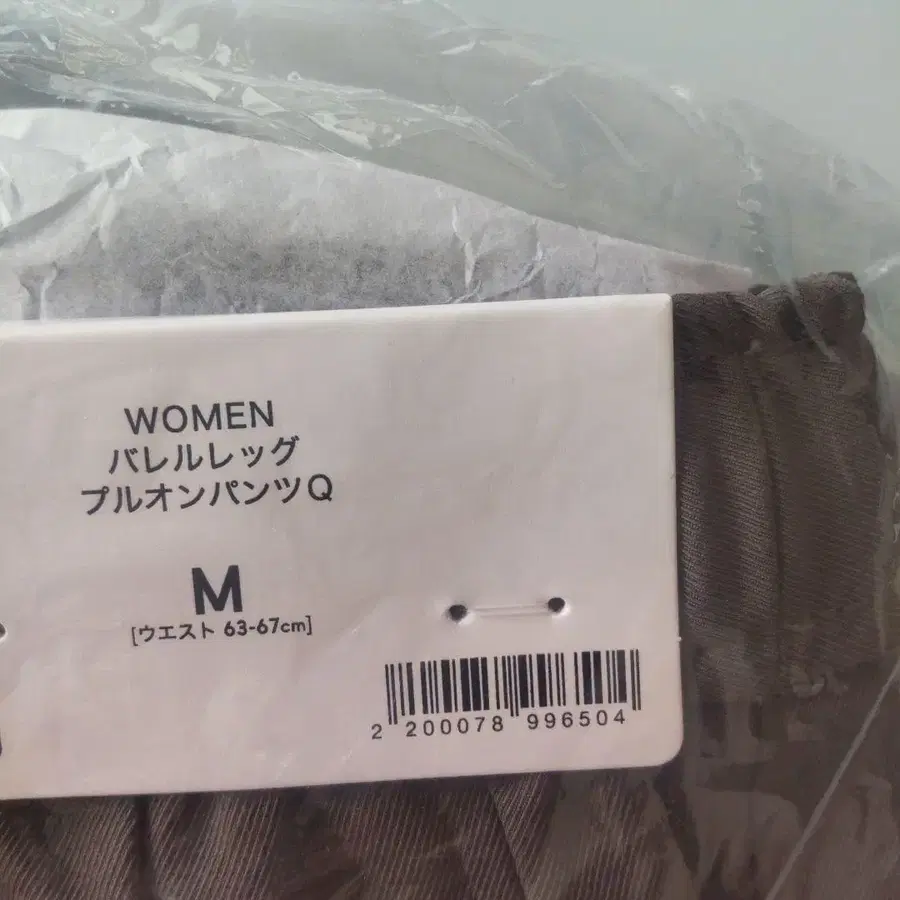 WOMEN
バレルレッグ
プルオンパンツQ
M
[ウエスト 63-67cm]
2 200078 996504